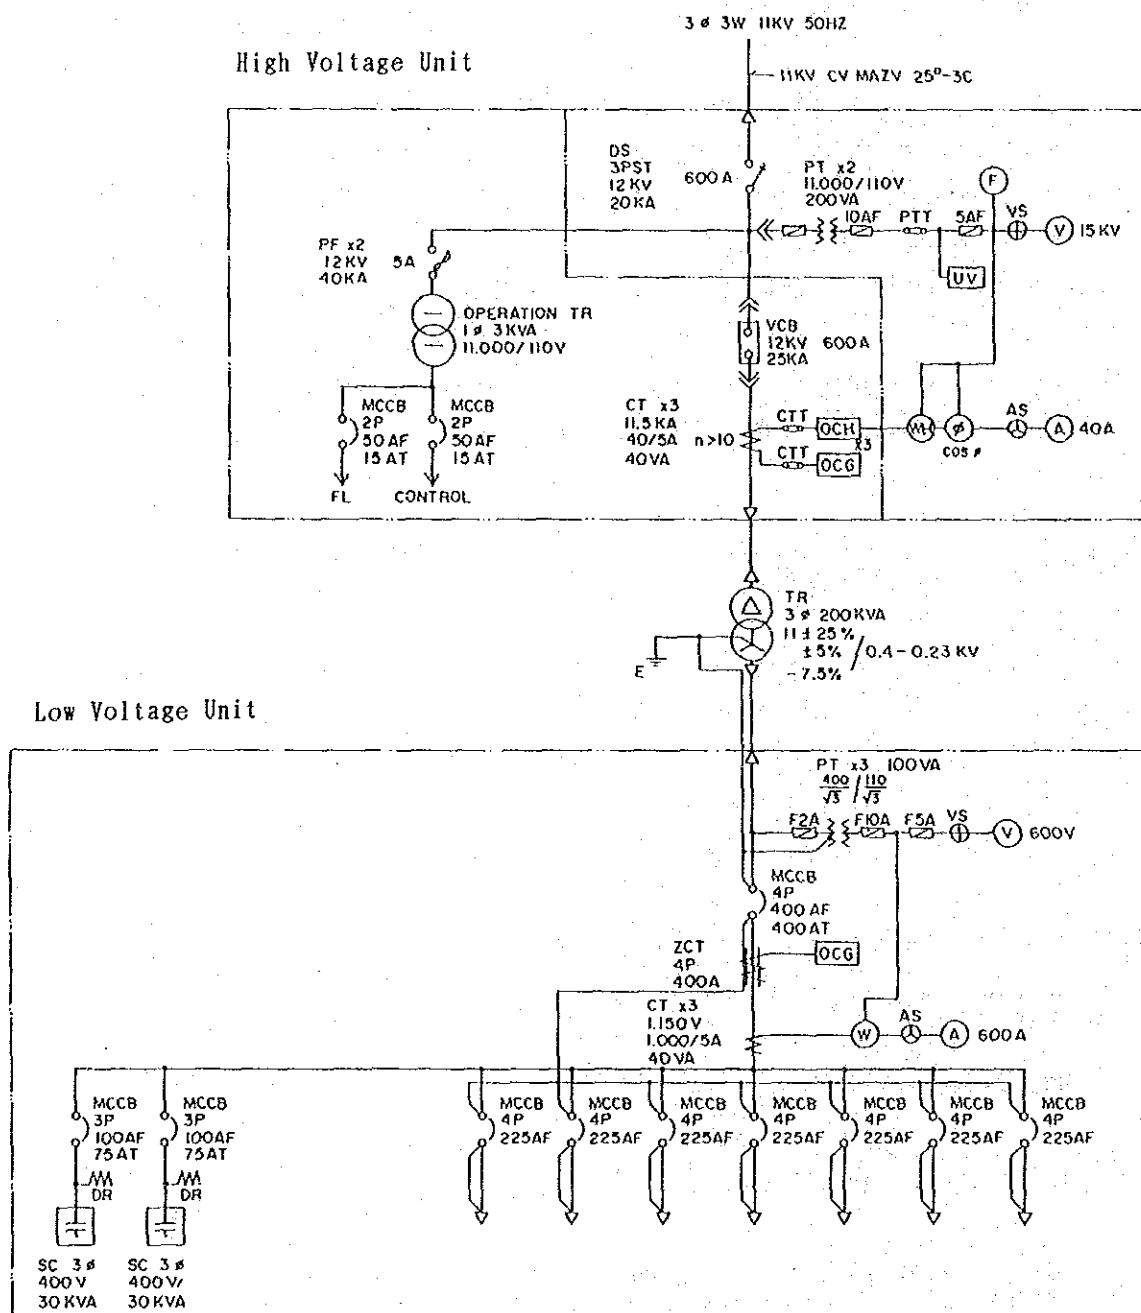 3 ø 3W 11KV 50HZ
High Voltage Unit
11KV CV MAZV 25°-3C
DS
3PST
12KV
20KA
600A
PT x2
11.000/110V
200VA
10AF
PTT
5AF
VS
F
V
15KV
UV
PF x2
12KV
40KA
5A
OPERATION TR
1 ø 3KVA
11.000/110V
VCB
12KV
25KA
600A
MCCB
2P
50AF
15AT
MCCB
2P
50AF
15AT
FL
CONTROL
CT x3
11.5KA
40/5A
40VA
n>10
CTT
OCH
x3
CTT
OCG
ø
COS ø
AS
A
40A
TR
3 ø 200KVA
11 ± 25%
±5%
-7.5%
/0.4-0.23KV
E
Low Voltage Unit
PT x3 100VA
400/√3 / 110/√3
F2A
F10A
F5A
VS
V
600V
MCCB
4P
400AF
400AT
ZCT
4P
400A
OCG
CT x3
1.150V
1.000/5A
40VA
W
AS
A
600A
MCCB
3P
100AF
75AT
MCCB
3P
100AF
75AT
DR
DR
MCCB
4P
225AF
MCCB
4P
225AF
MCCB
4P
225AF
MCCB
4P
225AF
MCCB
4P
225AF
MCCB
4P
225AF
MCCB
4P
225AF
SC 3 ø
400V
30KVA
SC 3 ø
400V/
30KVA